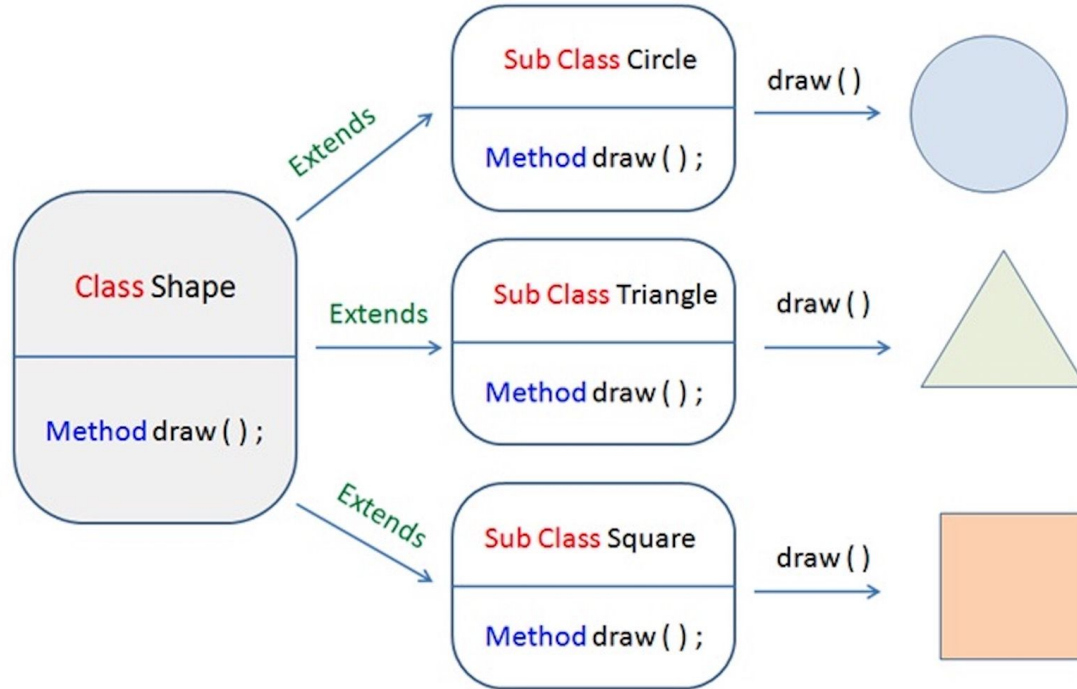 Class Shape
Method draw ( ) ;
Extends
Sub Class Circle
Method draw ( ) ;
draw ( )
Extends
Sub Class Triangle
Method draw ( ) ;
draw ( )
Extends
Sub Class Square
Method draw ( ) ;
draw ( )